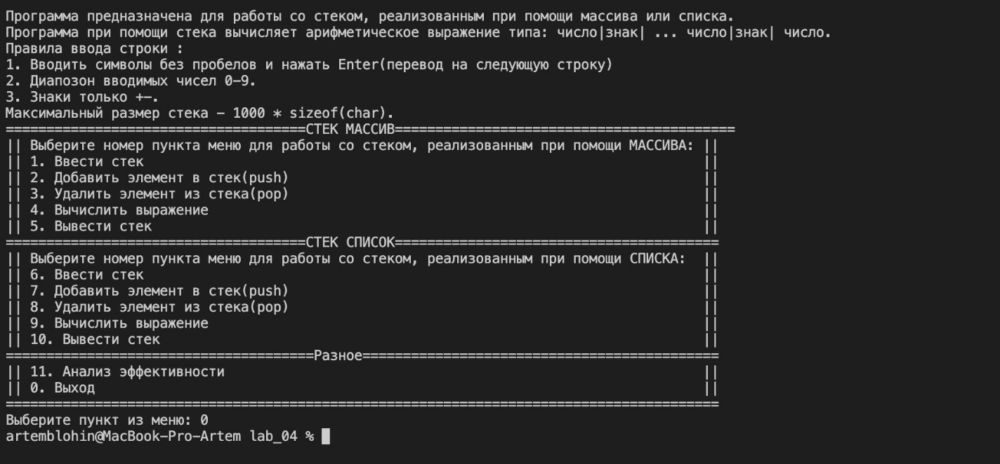 Программа предназначена для работы со стеком, реализованным при помощи массива или списка.
Программа при помощи стека вычисляет арифметическое выражение типа: число|знак| ... число|знак| число.
Правила ввода строки :
1. Вводить символы без пробелов и нажать Enter(перевод на следующую строку)
2. Диапозон вводимых чисел 0-9.
3. Знаки только +-.
Максимальный размер стека - 1000 * sizeof(char).
=====================================СТЕК МАССИВ==========================================
|| Выберите номер пункта меню для работы со стеком, реализованным при помощи МАССИВА: ||
|| 1. Ввести стек ||
|| 2. Добавить элемент в стек(push) ||
|| 3. Удалить элемент из стека(pop) ||
|| 4. Вычислить выражение ||
|| 5. Вывести стек ||
=====================================СТЕК СПИСОК========================================
|| Выберите номер пункта меню для работы со стеком, реализованным при помощи СПИСКА: ||
|| 6. Ввести стек ||
|| 7. Добавить элемент в стек(push) ||
|| 8. Удалить элемент из стека(pop) ||
|| 9. Вычислить выражение ||
|| 10. Вывести стек ||
======================================Разное============================================
|| 11. Анализ эффективности ||
|| 0. Выход ||
========================================================================================
Выберите пункт из меню: 0
artemblohin@MacBook-Pro-Artem lab_04 %